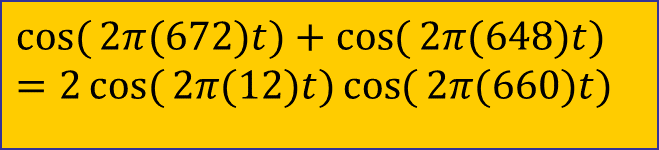 cos( 2π(672)t) + cos( 2π(648)t)
= 2 cos( 2π(12)t) cos( 2π(660)t)